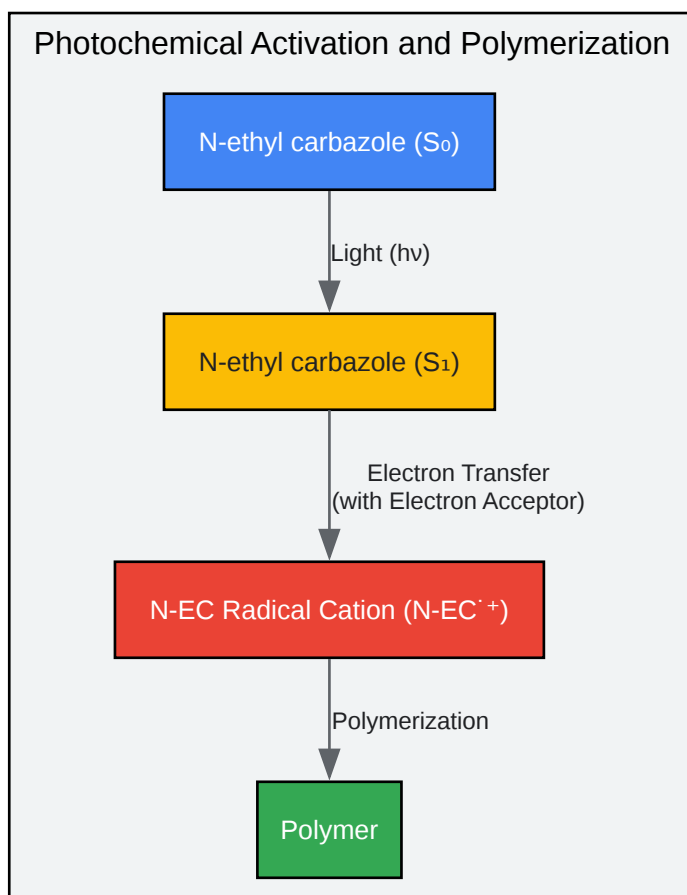 Photochemical Activation and Polymerization
N-ethyl carbazole (S₀)
Light (hν)
N-ethyl carbazole (S₁)
Electron Transfer
(with Electron Acceptor)
N-EC Radical Cation (N-EC˙⁺)
Polymerization
Polymer